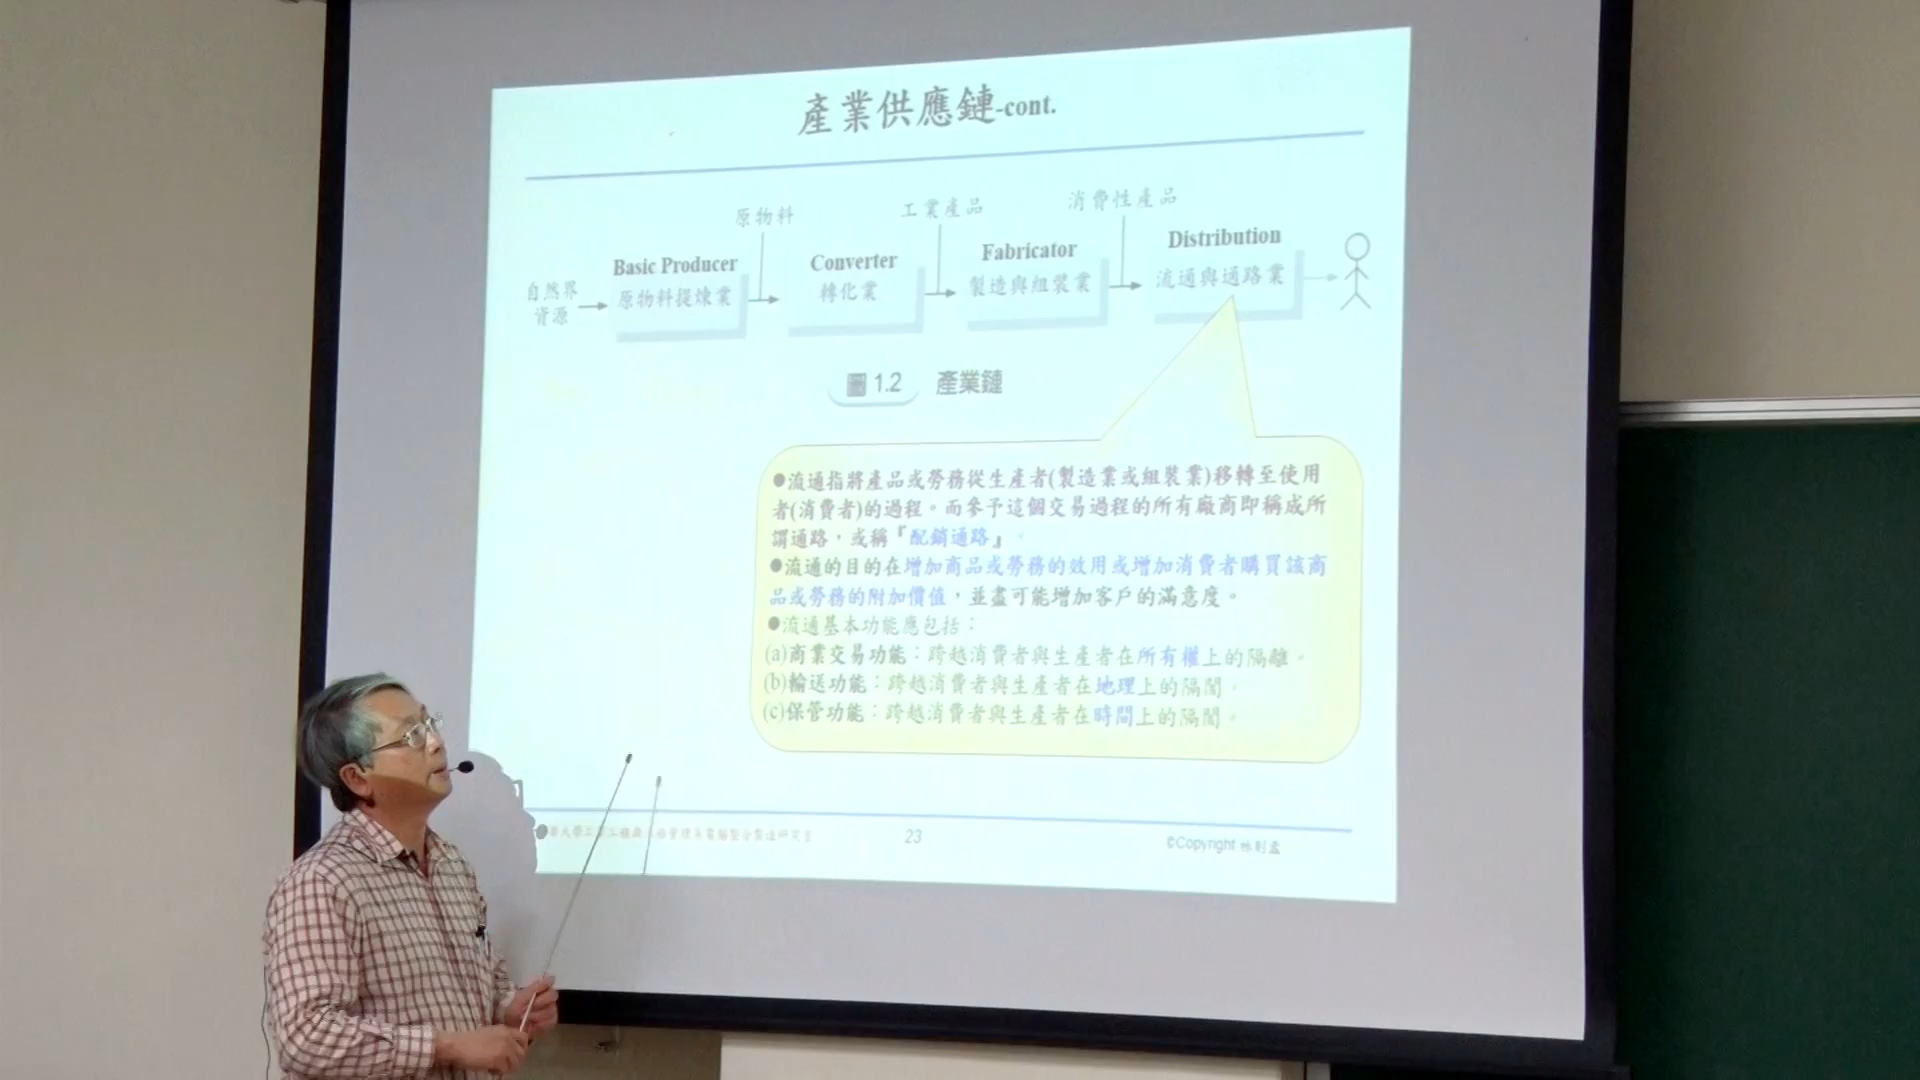 產業供應鏈-cont.
原物料
工業產品
消費性產品
Basic Producer
Converter
Fabricator
Distribution
自然界
資源
原物料提煉業
轉化業
製造與組裝業
流通與通路業
圖 1.2 產業鏈
●流通指將產品或勞務從生產者(製造業或組裝業)移轉至使用
者(消費者)的過程。而參予這個交易過程的所有廠商即稱成所
謂通路，或稱『配銷通路』。
●流通的目的在增加商品或勞務的效用或增加消費者購買該商
品或勞務的附加價值，並盡可能增加客戶的滿意度。
●流通基本功能應包括：
(a)商業交易功能：跨越消費者與生產者在所有權上的隔離。
(b)輸送功能：跨越消費者與生產者在地理上的隔閡。
(c)保管功能：跨越消費者與生產者在時間上的隔閡。
23
©Copyright 林則孟